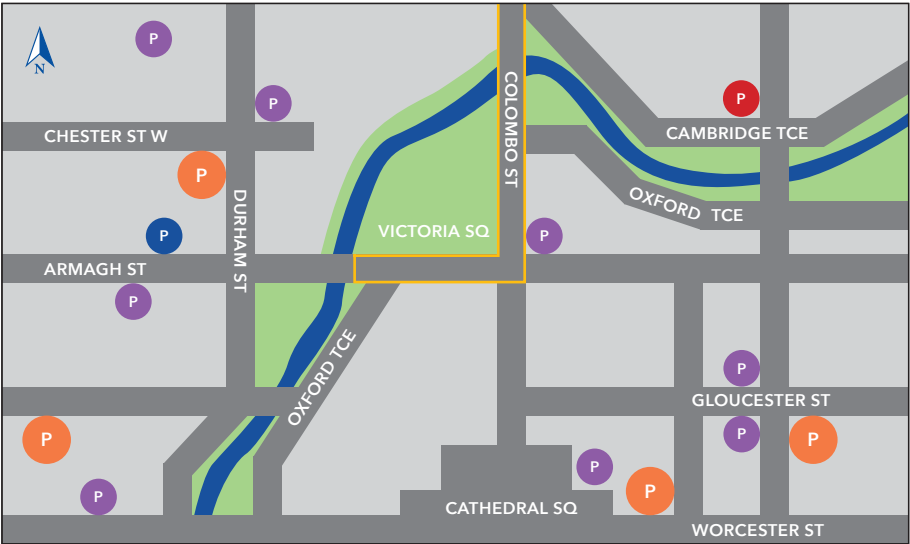 P
N
P
COLOMBO ST
P
CHESTER ST W
CAMBRIDGE TCE
P
DURHAM ST
OXFORD TCE
P
VICTORIA SQ
P
ARMAGH ST
P
OXFORD TCE
P
GLOUCESTER ST
P
P
P
P
P
P
CATHEDRAL SQ
WORCESTER ST